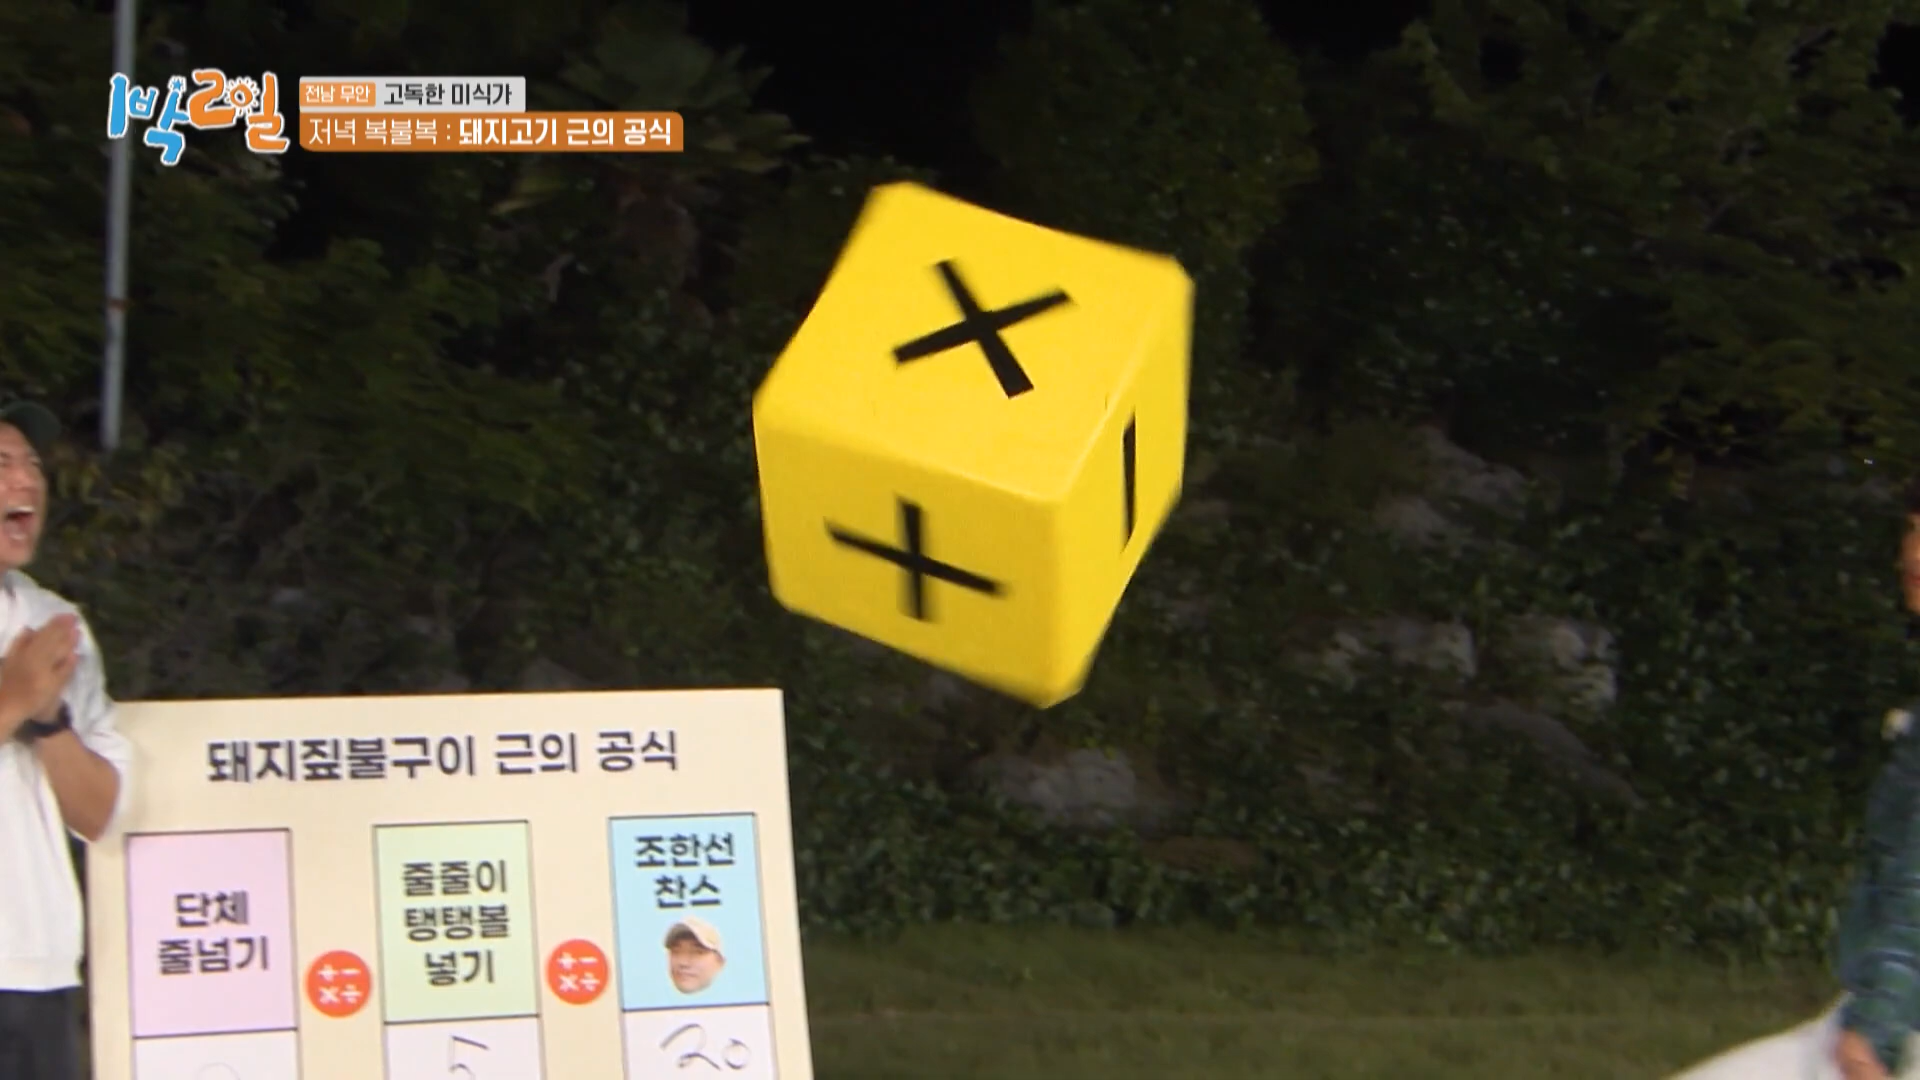 1박2일
전남 무안 고독한 미식가
저녁 복불복 : 돼지고기 근의 공식
×
+
돼지짚불구이 근의 공식
단체
줄넘기
줄줄이
탱탱볼
넣기
조한선
찬스
+−
×÷
+−
×÷
20